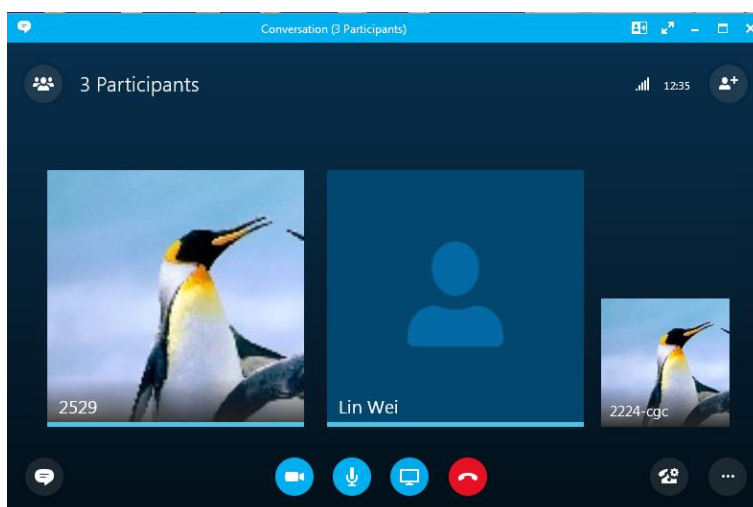 Conversation (3 Participants)
3 Participants
12:35
2529
Lin Wei
2224-cgc